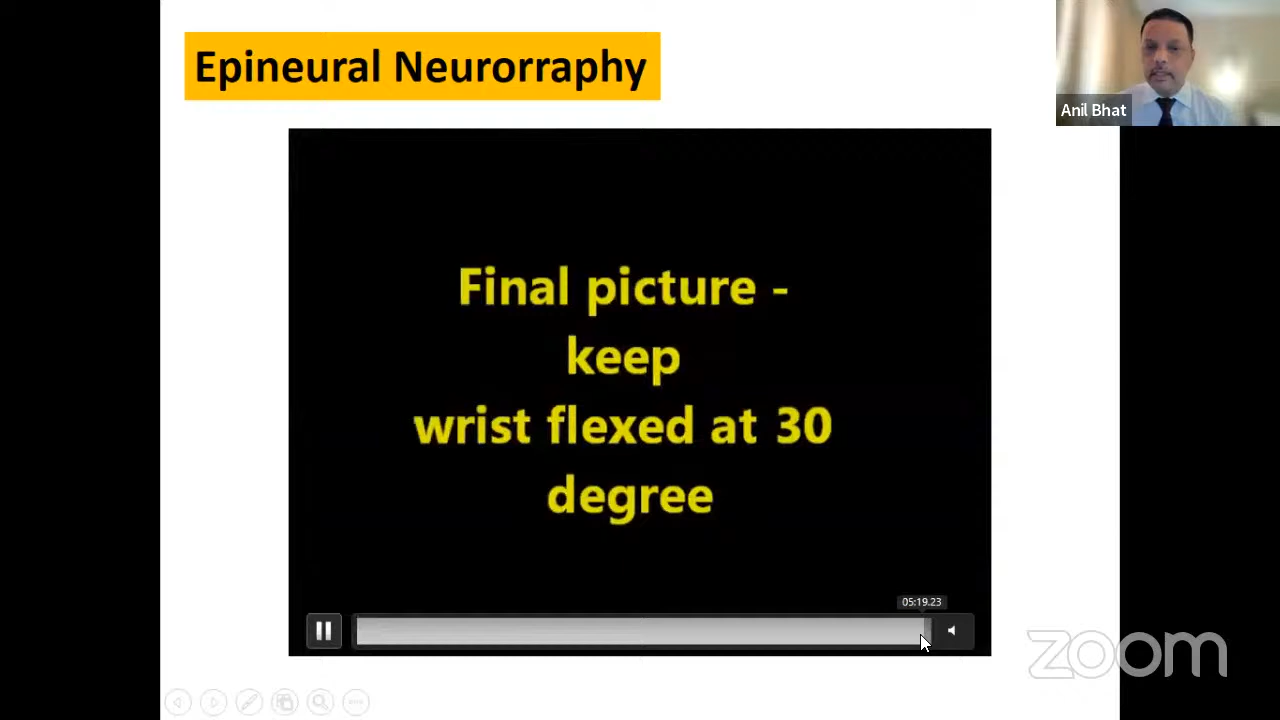 Epineural Neurorraphy
Anil Bhat
Final picture -
keep
wrist flexed at 30
degree
05:19.23
zoom